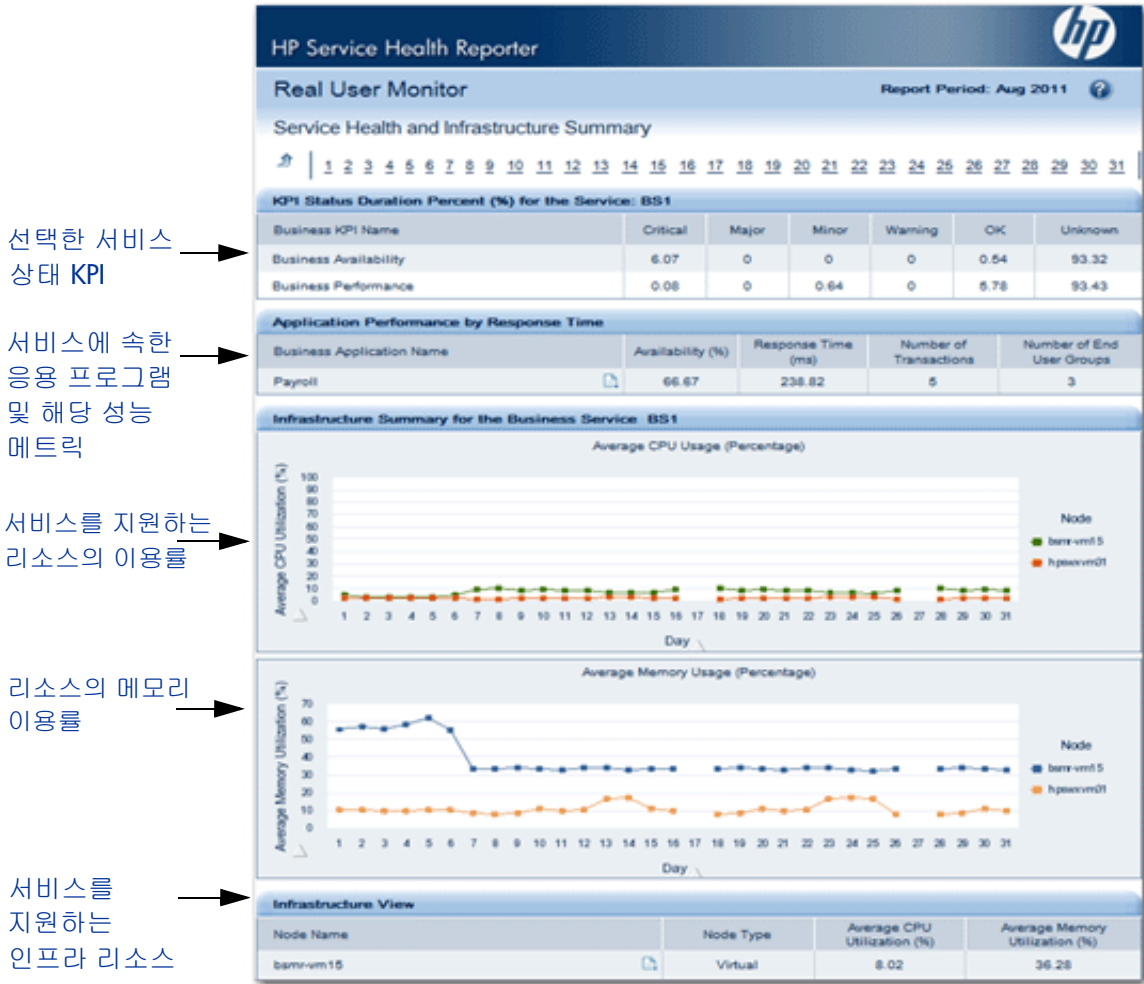 hp
HP Service Health Reporter
Real User Monitor
Report Period: Aug 2011
?
Service Health and Infrastructure Summary
1 2 3 4 5 6 7 8 9 10 11 12 13 14 15 16 17 18 19 20 21 22 23 24 25 26 27 28 29 30 31
선택한 서비스
상태 KPI
KPI Status Duration Percent (%) for the Service: BS1
Business KPI Name Critical Major Minor Warning OK Unknown
Business Availability 6.07 0 0 0 0.54 93.32
Business Performance 0.08 0 0.64 0 5.78 93.43
서비스에 속한
응용 프로그램
및 해당 성능
메트릭
Application Performance by Response Time
Business Application Name Availability (%) Response Time (ms) Number of Transactions Number of End User Groups
Payroll 66.67 238.82 5 3
서비스를 지원하는
리소스의 이용률
Infrastructure Summary for the Business Service BS1
Average CPU Usage (Percentage)
Average CPU Utilization (%)
100
90
80
70
60
50
40
30
20
10
0
1 2 3 4 5 6 7 8 9 10 11 12 13 14 15 16 17 18 19 20 21 22 23 24 25 26 27 28 29 30 31
Day
Node
bsmr-vm15
hpswxvm01
리소스의 메모리
이용률
Average Memory Usage (Percentage)
Average Memory Utilization (%)
70
60
50
40
30
20
10
0
1 2 3 4 5 6 7 8 9 10 11 12 13 14 15 16 17 18 19 20 21 22 23 24 25 26 27 28 29 30 31
Day
Node
bsmr-vm15
hpswxvm01
서비스를
지원하는
인프라 리소스
Infrastructure View
Node Name Node Type Average CPU Utilization (%) Average Memory Utilization (%)
bsmr-vm15 Virtual 8.02 36.28